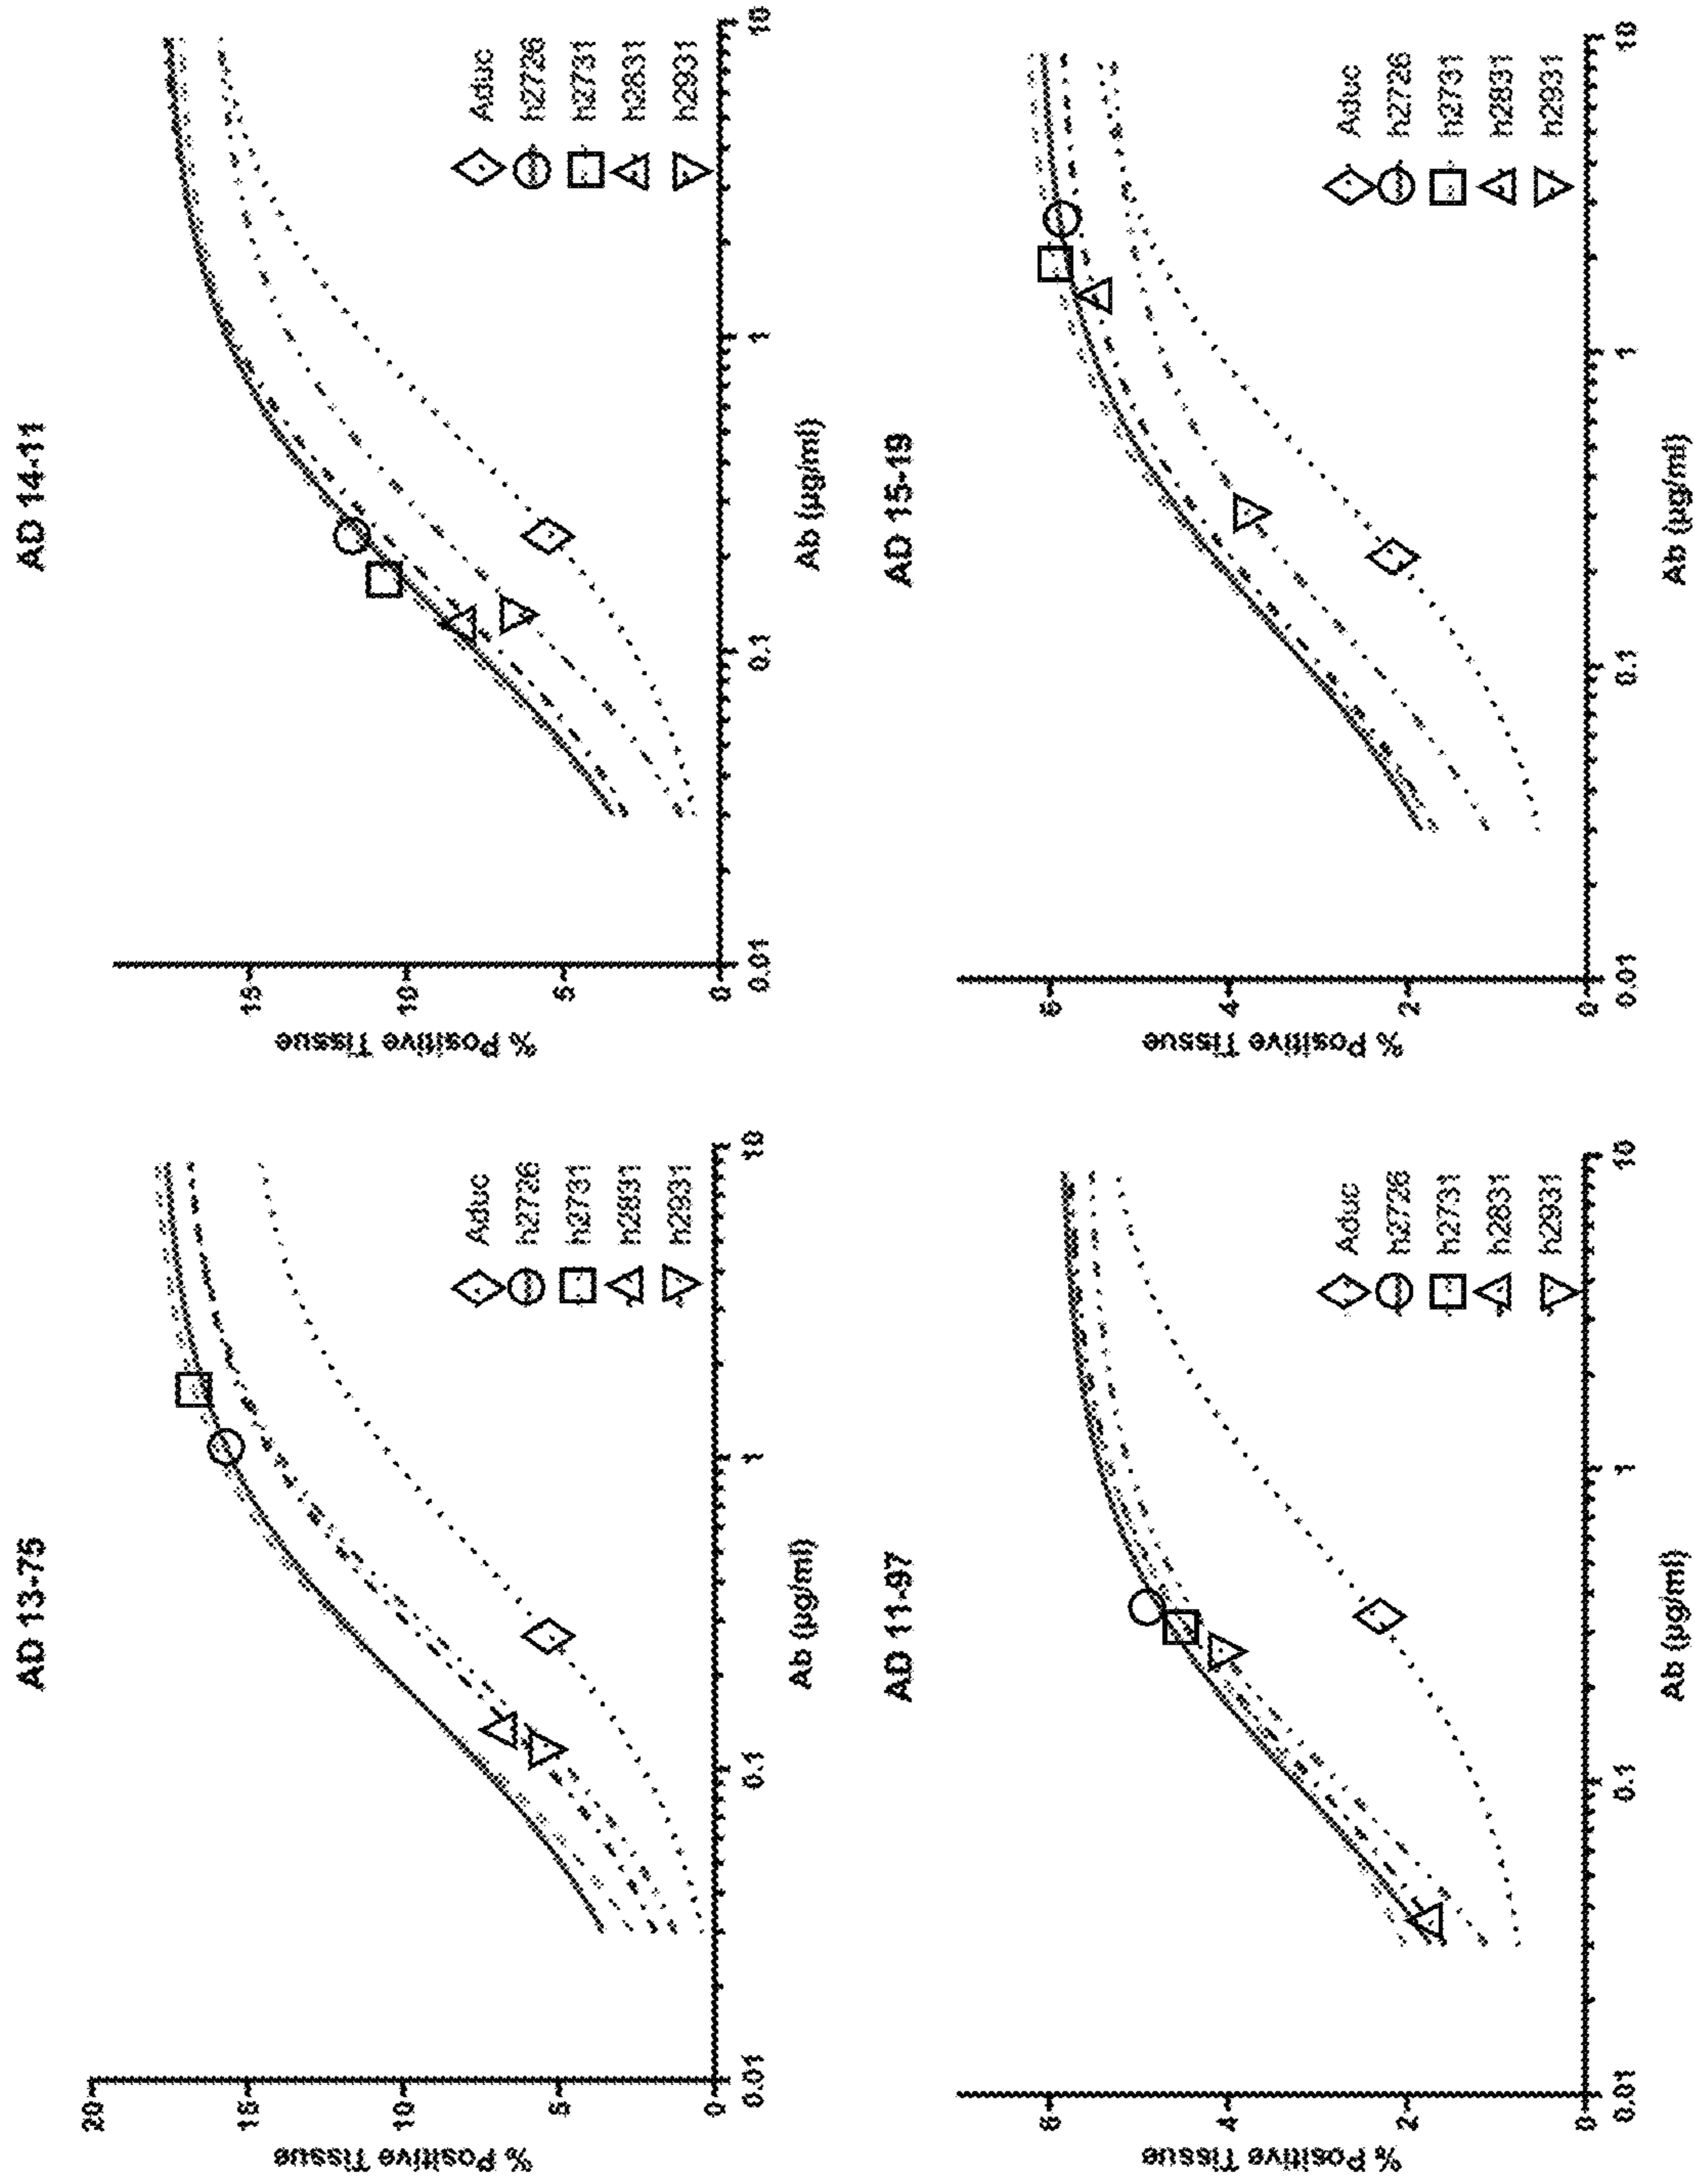 AD 13-75
% Positive Tissue
20
15
10
5
0
0.01
0.1
1
10
Ab (µg/ml)
Aduc
h2726
h2731
h2831
h2931
AD 14-11
% Positive Tissue
15
10
5
0
0.01
0.1
1
10
Ab (µg/ml)
Aduc
h2726
h2731
h2831
h2931
AD 11-97
% Positive Tissue
6
4
2
0
0.01
0.1
1
10
Ab (µg/ml)
Aduc
h2726
h2731
h2831
h2931
AD 15-19
% Positive Tissue
6
4
2
0
0.01
0.1
1
10
Ab (µg/ml)
Aduc
h2726
h2731
h2831
h2931